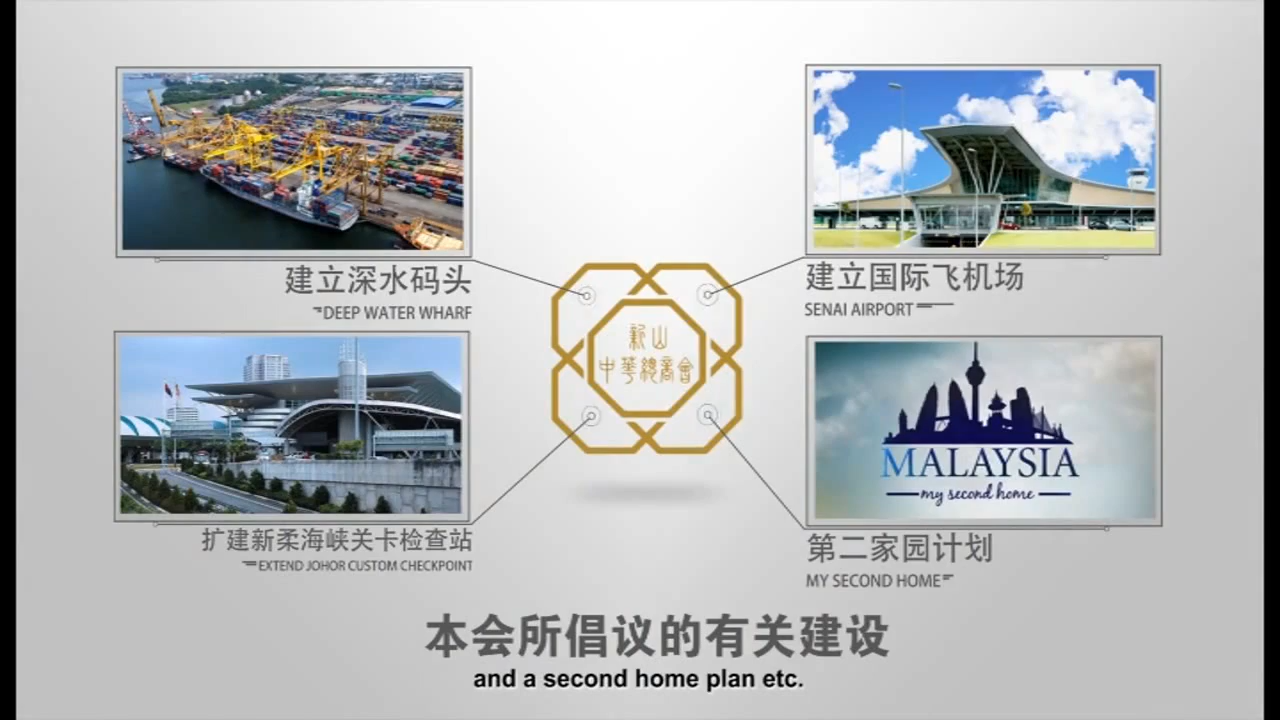 建立深水码头
DEEP WATER WHARF
建立国际飞机场
SENAI AIRPORT
新山
中華總商會
扩建新柔海峡关卡检查站
EXTEND JOHOR CUSTOM CHECKPOINT
MALAYSIA
my second home
第二家园计划
MY SECOND HOME
本会所倡议的有关建设
and a second home plan etc.